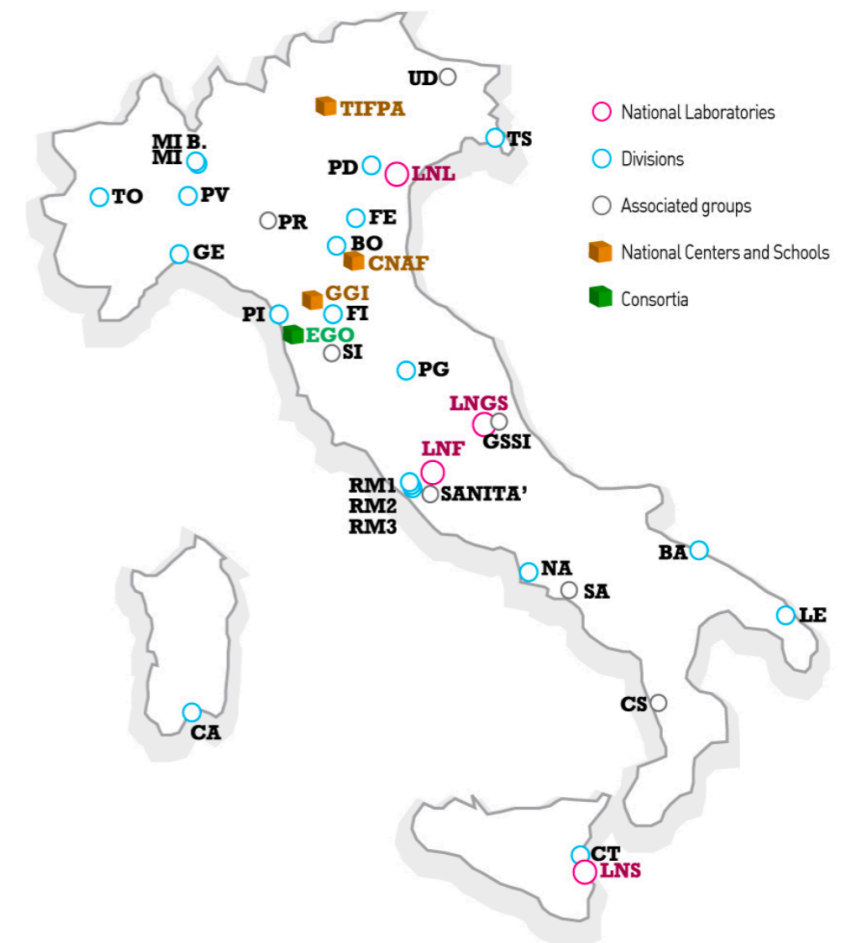 UD
TIFPA
National Laboratories
MI B.
MI
TS
Divisions
PD
LNL
TO
PV
Associated groups
PR
FE
BO
GE
CNAF
National Centers and Schools
GGI
Consortia
PI
FI
EGO
SI
PG
LNGS
GSSI
LNF
RM1
SANITA'
RM2
RM3
BA
NA
SA
LE
CS
CA
CT
LNS